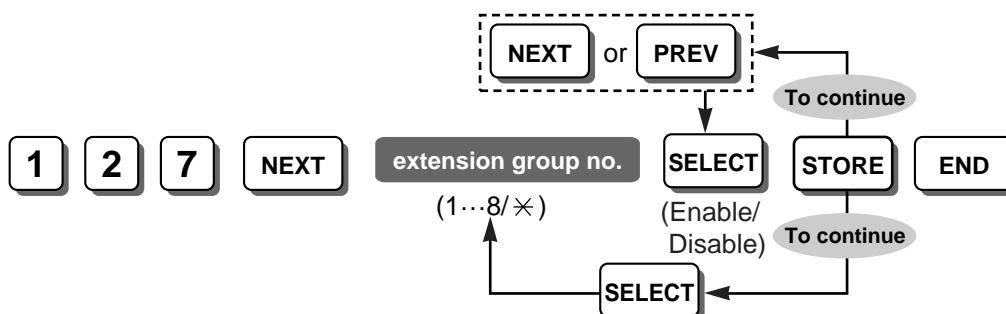 NEXT or PREV
To continue
1 2 7 NEXT extension group no. SELECT STORE END
(1···8/✳)
(Enable/
Disable)
To continue
SELECT